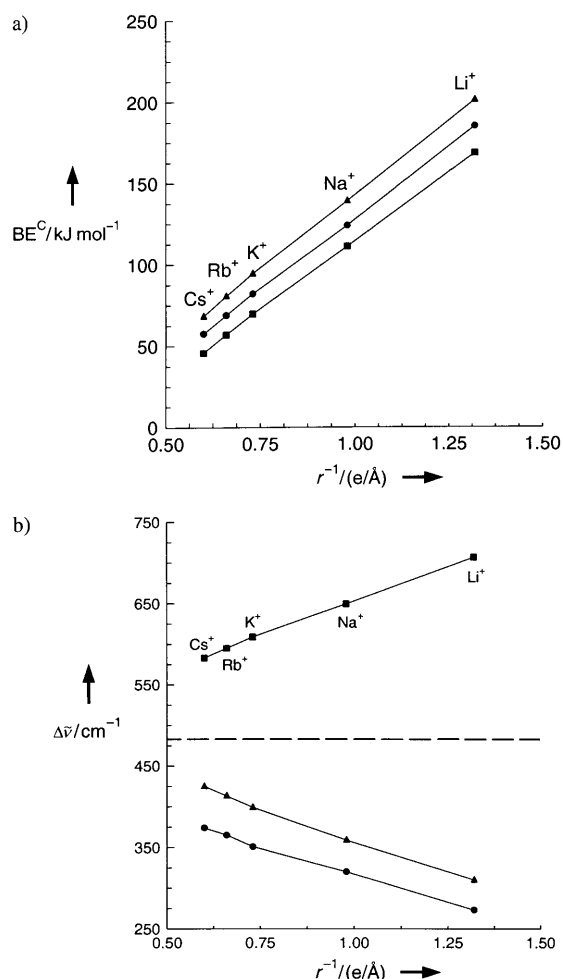 a)
250
200
150
100
50
0
BE^C/kJ mol⁻¹
Li⁺
Na⁺
K⁺
Rb⁺
Cs⁺
0.50 0.75 1.00 1.25 1.50
r⁻¹/(e/Å)
b)
750
650
550
450
350
250
Δν̃/cm⁻¹
Li⁺
Na⁺
K⁺
Cs⁺
Rb⁺
0.50 0.75 1.00 1.25 1.50
r⁻¹/(e/Å)